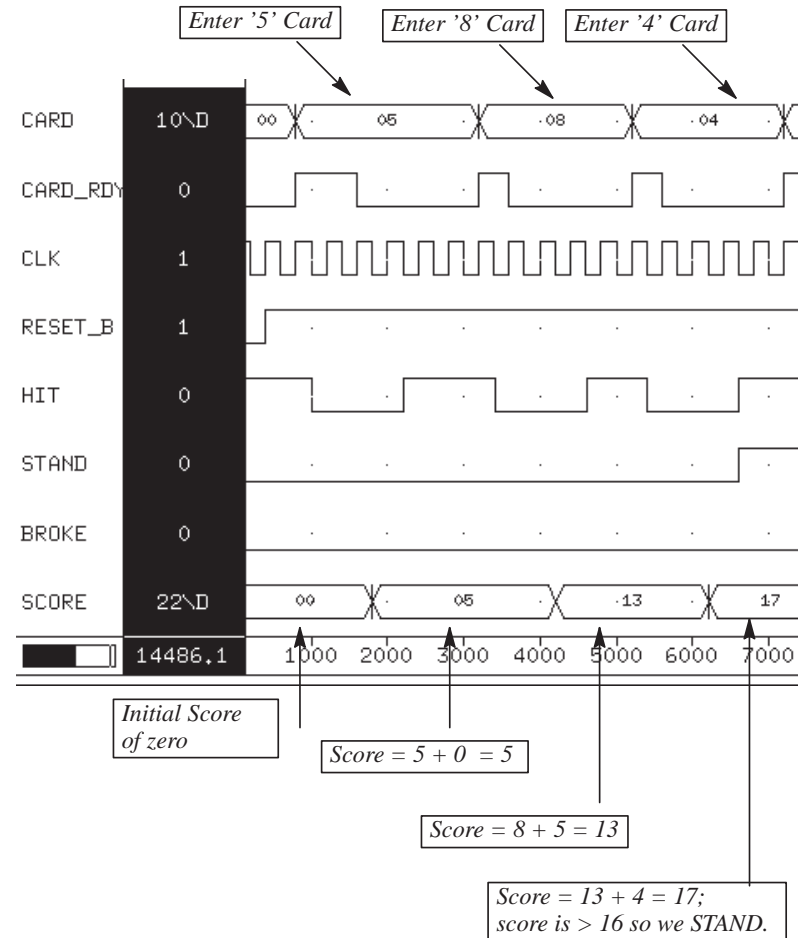 Enter '5' Card
Enter '8' Card
Enter '4' Card
CARD 10\D 00 05 08 04
CARD_RDY 0
CLK 1
RESET_B 1
HIT 0
STAND 0
BROKE 0
SCORE 22\D 00 05 13 17
14486.1 1000 2000 3000 4000 5000 6000 7000
Initial Score
of zero
Score = 5 + 0 = 5
Score = 8 + 5 = 13
Score = 13 + 4 = 17;
score is > 16 so we STAND.